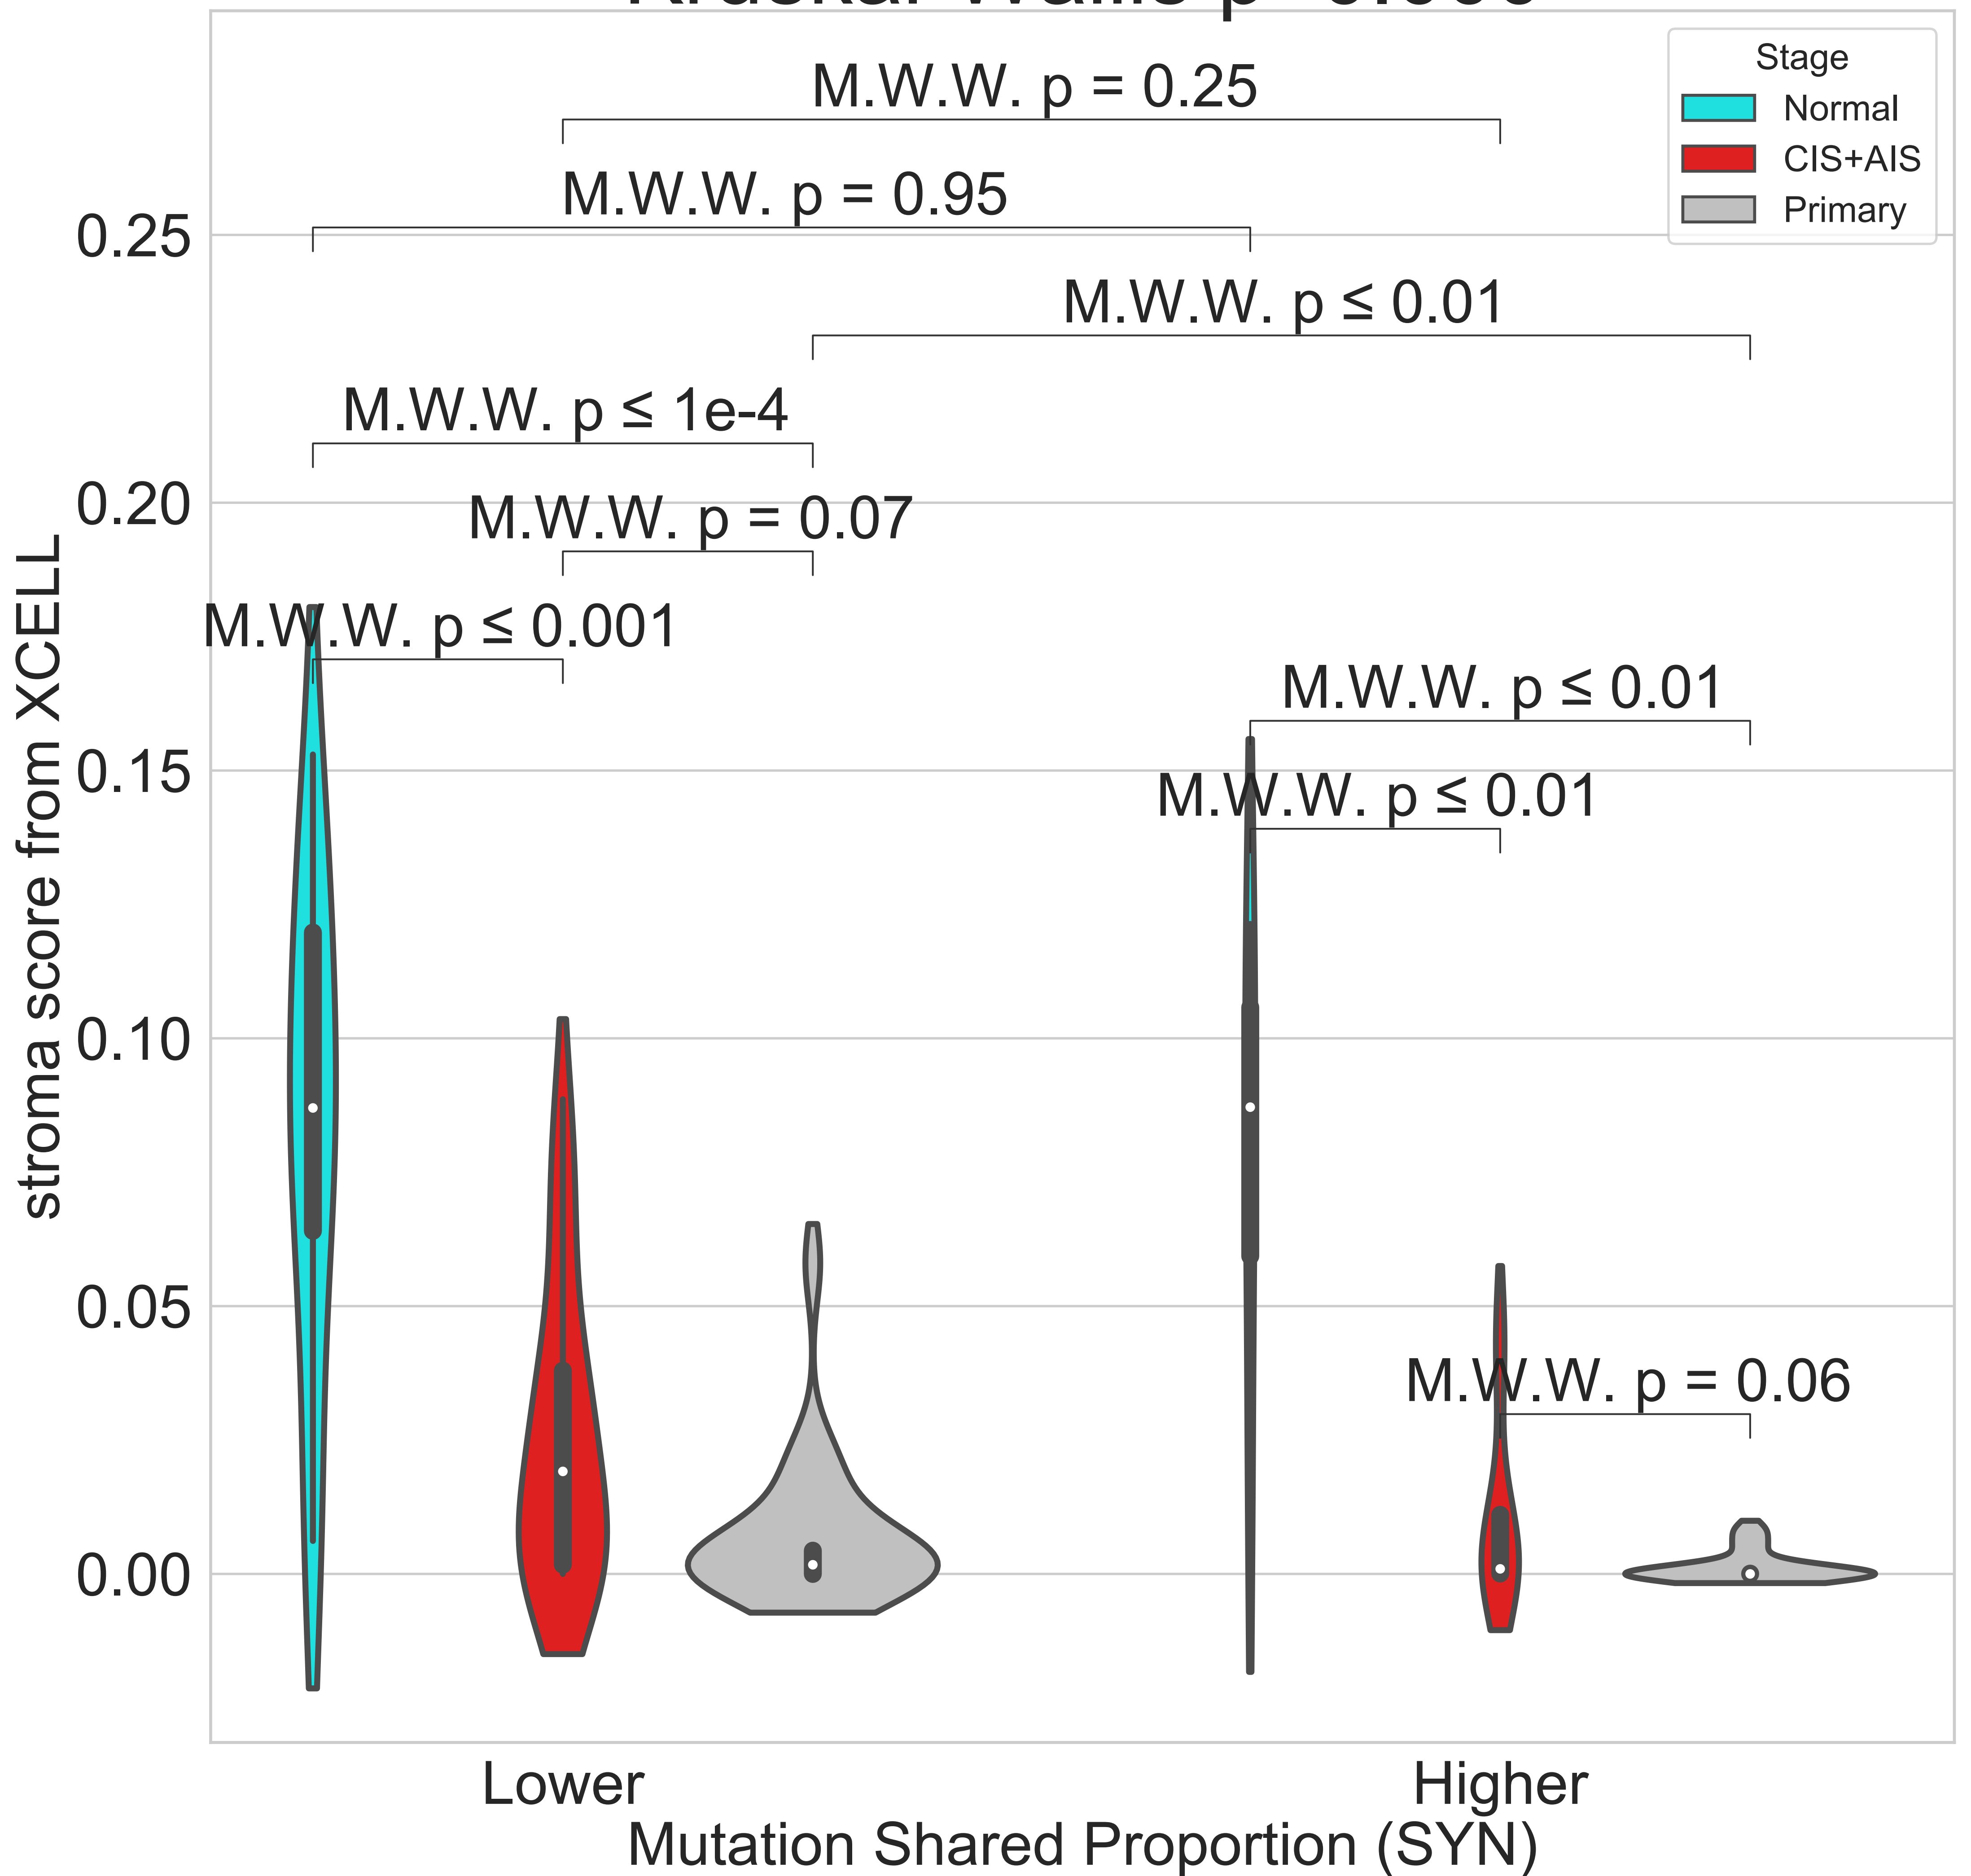 M.W.W. p = 0.25
Stage
Normal
CIS+AIS
Primary
M.W.W. p = 0.95
0.25
M.W.W. p ≤ 0.01
M.W.W. p ≤ 1e-4
M.W.W. p = 0.07
0.20
M.W.W. p ≤ 0.001
M.W.W. p ≤ 0.01
M.W.W. p ≤ 0.01
0.15
0.10
0.05
M.W.W. p = 0.06
0.00
stroma score from XCELL
Lower
Higher
Mutation Shared Proportion (SYN)